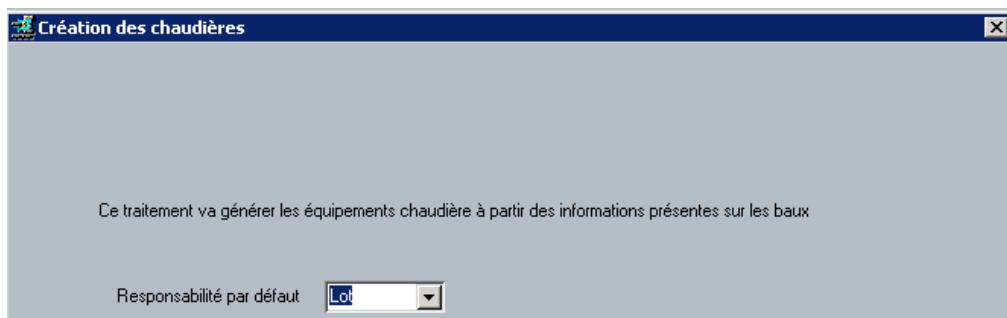 Création des chaudières
Ce traitement va générer les équipements chaudière à partir des informations présentes sur les baux
Responsabilité par défaut Lot